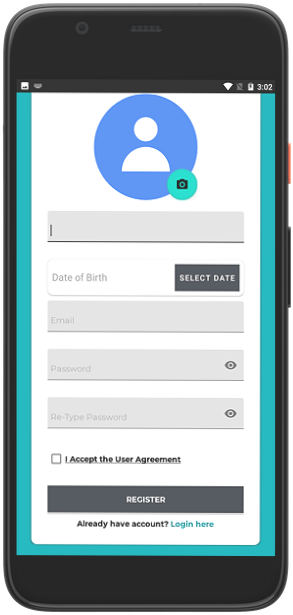 3:02
Date of Birth
SELECT DATE
Email
Password
Re-Type Password
I Accept the User Agreement
REGISTER
Already have account? Login here